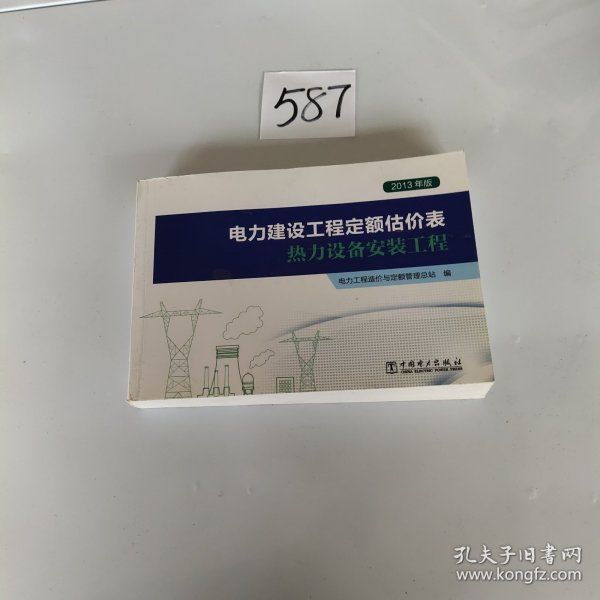 587
2013年版
电力建设工程定额估价表
热力设备安装工程
电力工程造价与定额管理总站 编
中国电力出版社
CHINA ELECTRIC POWER PRESS
孔夫子旧书网
www.kongfz.com